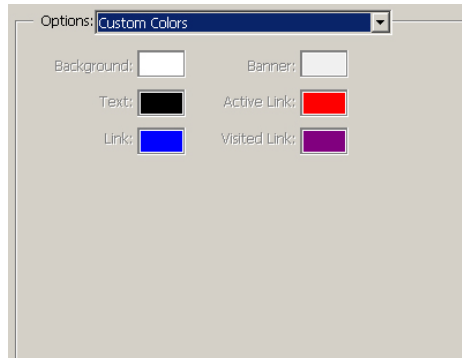 Options: Custom Colors
Background: Banner:
Text: Active Link:
Link: Visited Link: